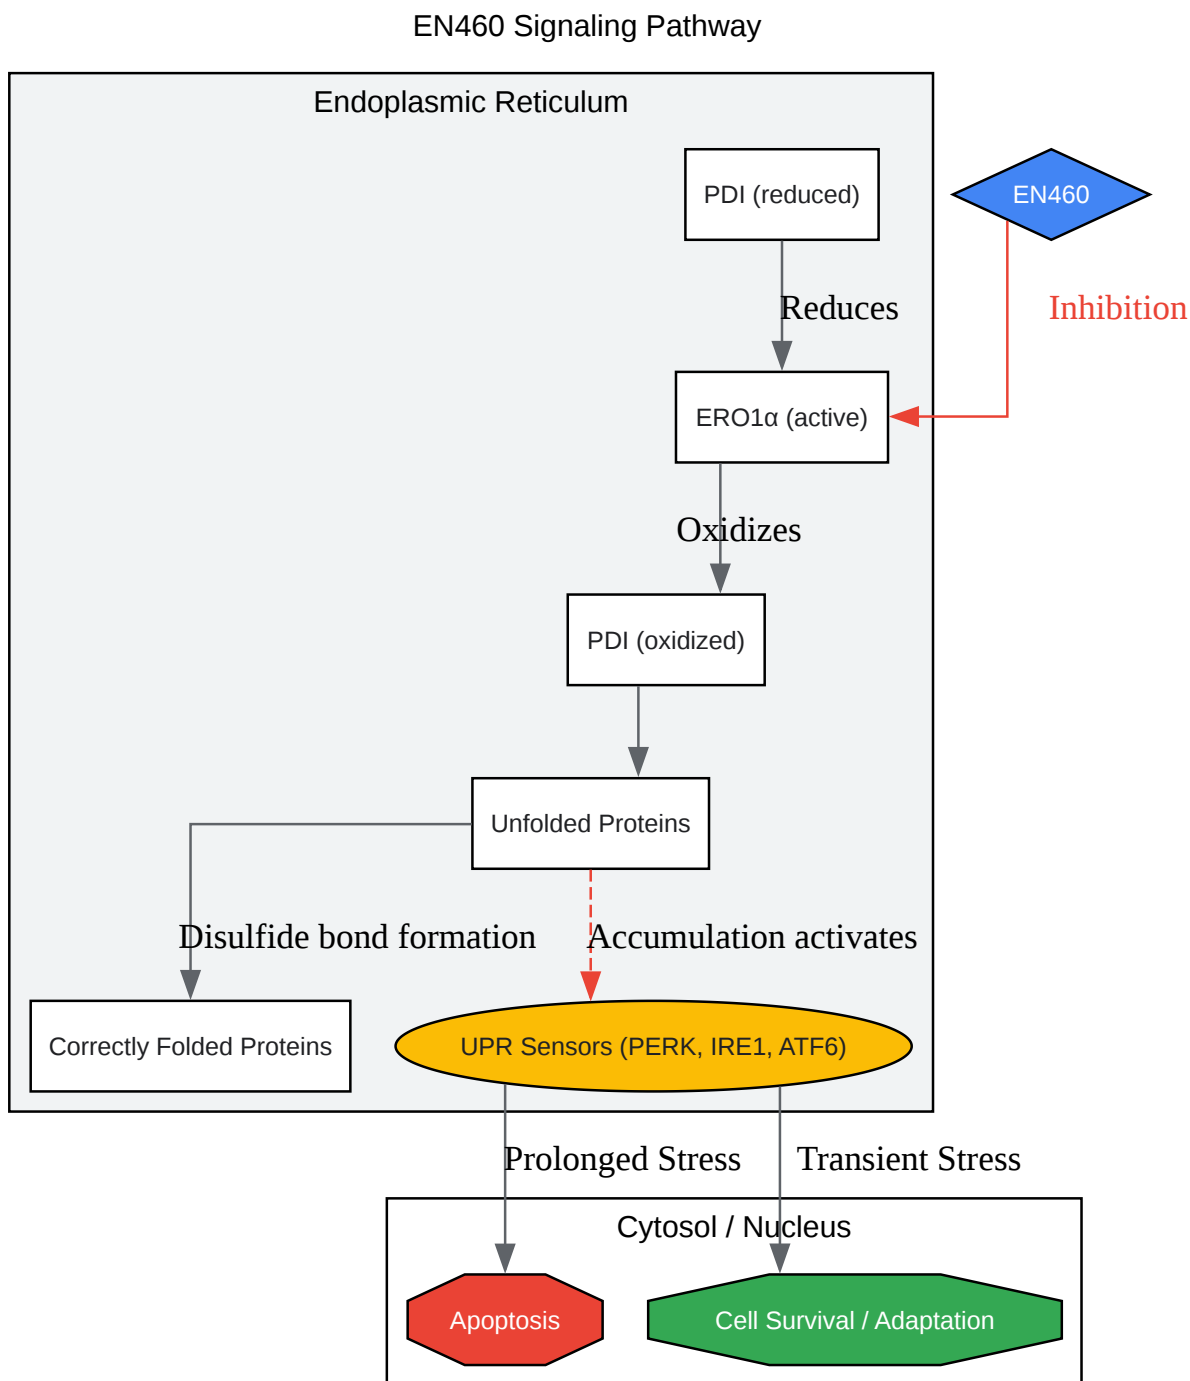 EN460 Signaling Pathway
Endoplasmic Reticulum
PDI (reduced)
EN460
Reduces
Inhibition
ERO1α (active)
Oxidizes
PDI (oxidized)
Unfolded Proteins
Disulfide bond formation
Accumulation activates
Correctly Folded Proteins
UPR Sensors (PERK, IRE1, ATF6)
Prolonged Stress
Transient Stress
Cytosol / Nucleus
Apoptosis
Cell Survival / Adaptation